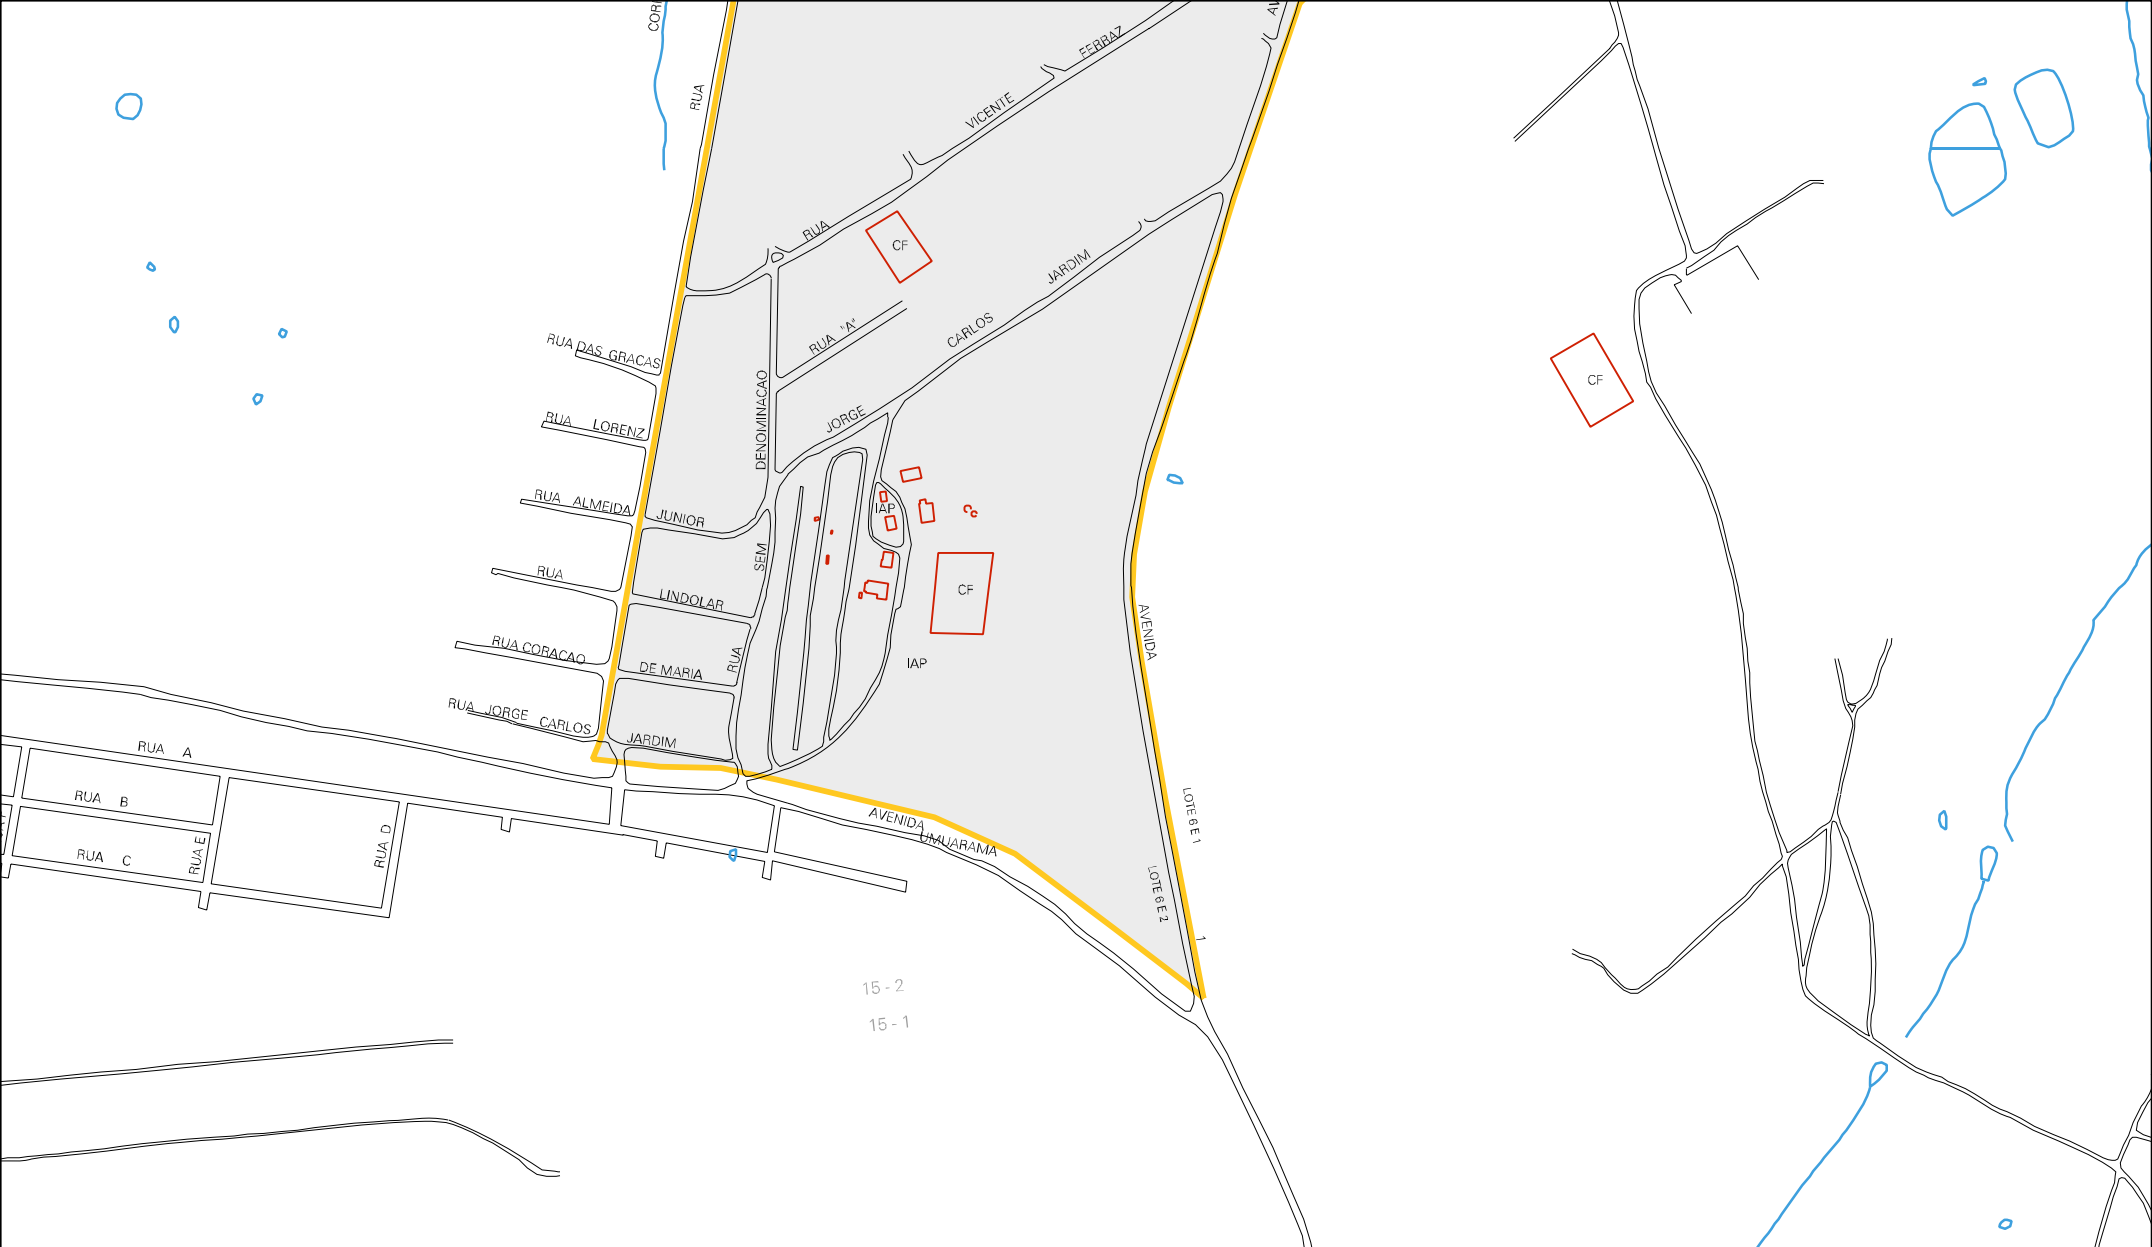 RUA
FERRAZ
VICENTE
RUA
CF
JARDIM
CARLOS
RUA "A"
JORGE
RUA DAS GRACAS
RUA LORENZ
RUA ALMEIDA
RUA
RUA CORACAO
RUA JORGE CARLOS
DENOMINACAO
SEM
RUA
JUNIOR
LINDOLAR
DE MARIA
JARDIM
IAP
CF
IAP
CF
AVENIDA
LOTE 6 E 1
LOTE 6 E 2
1
AVENIDA
UMUARAMA
RUA A
RUA B
RUA C
RUA E
RUA D
15 - 2
15 - 1